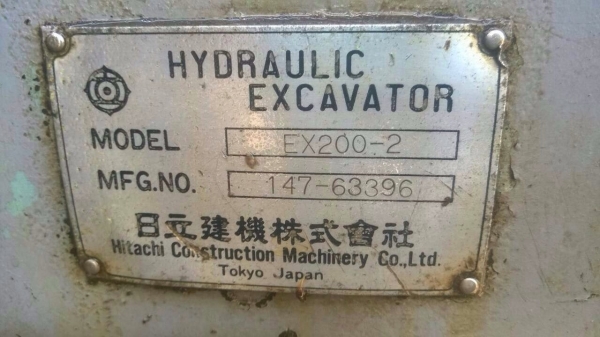 HYDRAULIC
EXCAVATOR
MODEL EX200-2
MFG.NO. 147-63396
日立建機株式會社
Hitachi Construction Machinery Co.,Ltd.
Tokyo Japan